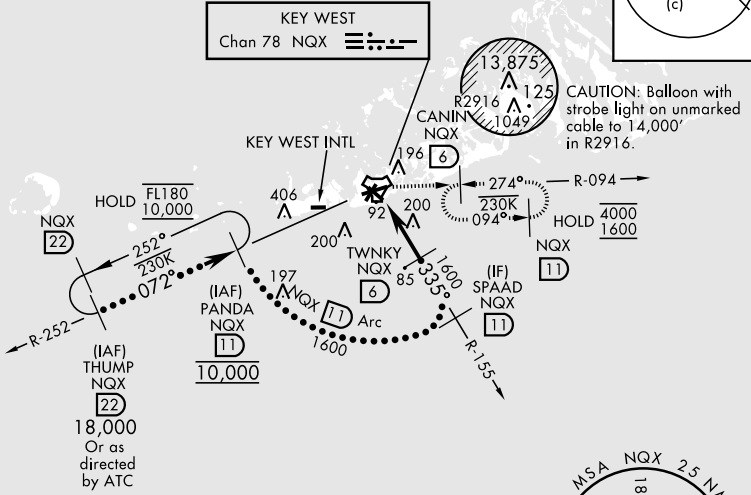 KEY WEST
Chan 78 NQX
(c)
13,875
125
R2916
1049
CAUTION: Balloon with
strobe light on unmarked
cable to 14,000'
in R2916.
CANIN
NQX
6
196
KEY WEST INTL
HOLD FL180
10,000
406
92
200
200
274°
230K
094°
R-094
HOLD 4000
1600
NQX
11
NQX
22
252°
230K
072°
R-252
(IAF)
THUMP
NQX
22
18,000
Or as
directed
by ATC
(IAF)
PANDA
NQX
11
10,000
197
NQX 11 Arc
1600
TWNKY
NQX
6
85
1600
335°
(IF)
SPAAD
NQX
11
R-155
MSA NQX 25 N
18